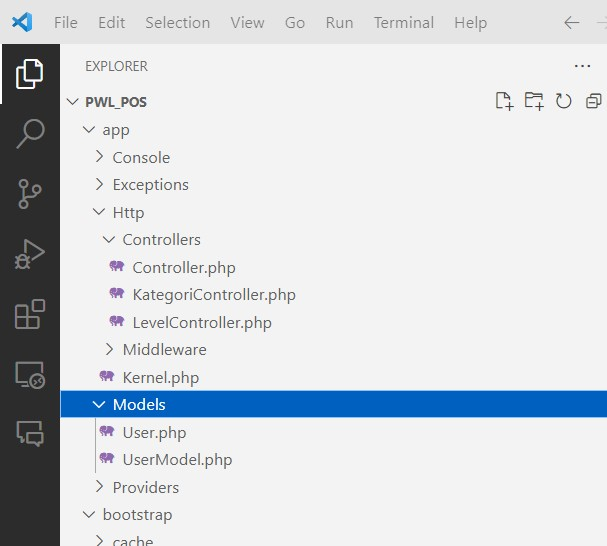 File Edit Selection View Go Run Terminal Help
EXPLORER
PWL_POS
app
Console
Exceptions
Http
Controllers
Controller.php
KategoriController.php
LevelController.php
Middleware
Kernel.php
Models
User.php
UserModel.php
Providers
bootstrap
cache